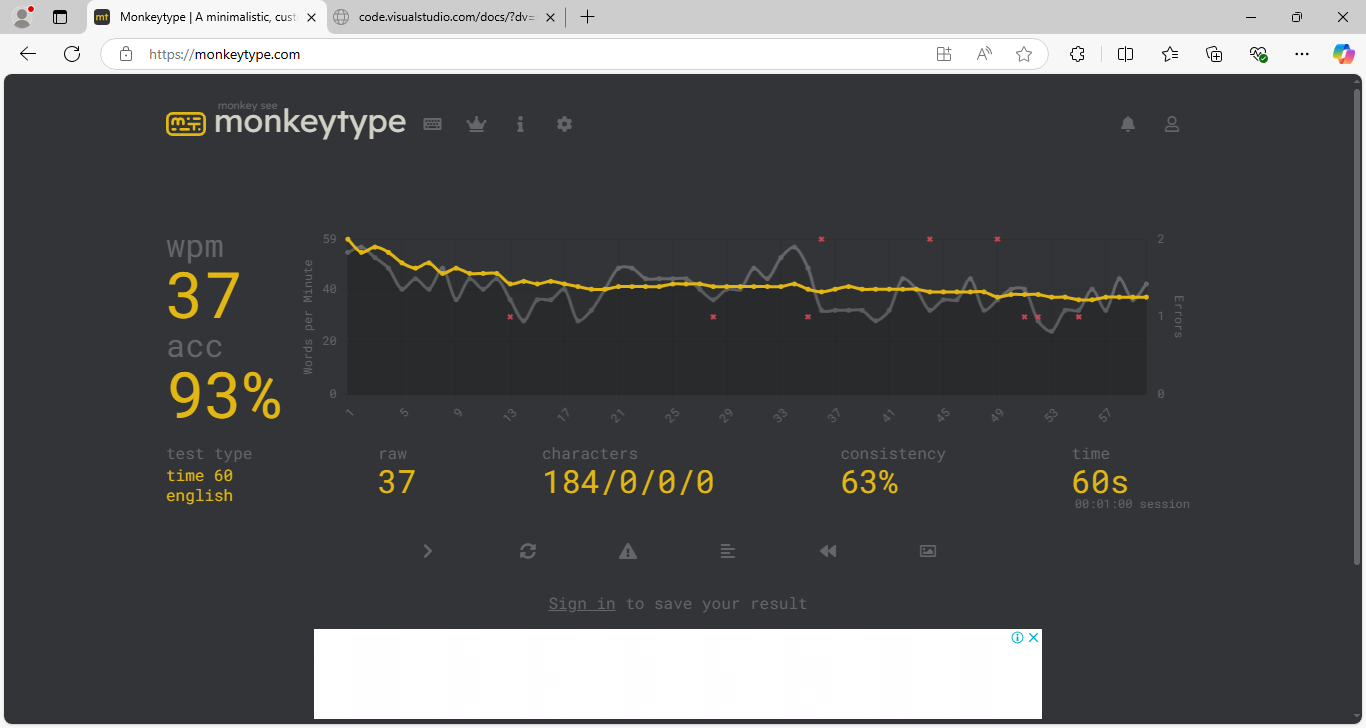 Monkeytype | A minimalistic, cust
code.visualstudio.com/docs/?dv=
https://monkeytype.com
monkey see
monkeytype
wpm
37
acc
93%
Words per Minute
59
40
20
0
2
1
0
Errors
1 5 9 13 17 21 25 29 33 37 41 45 49 53 57
test type
time 60
english
raw
37
characters
184/0/0/0
consistency
63%
time
60s
00:01:00 session
Sign in to save your result